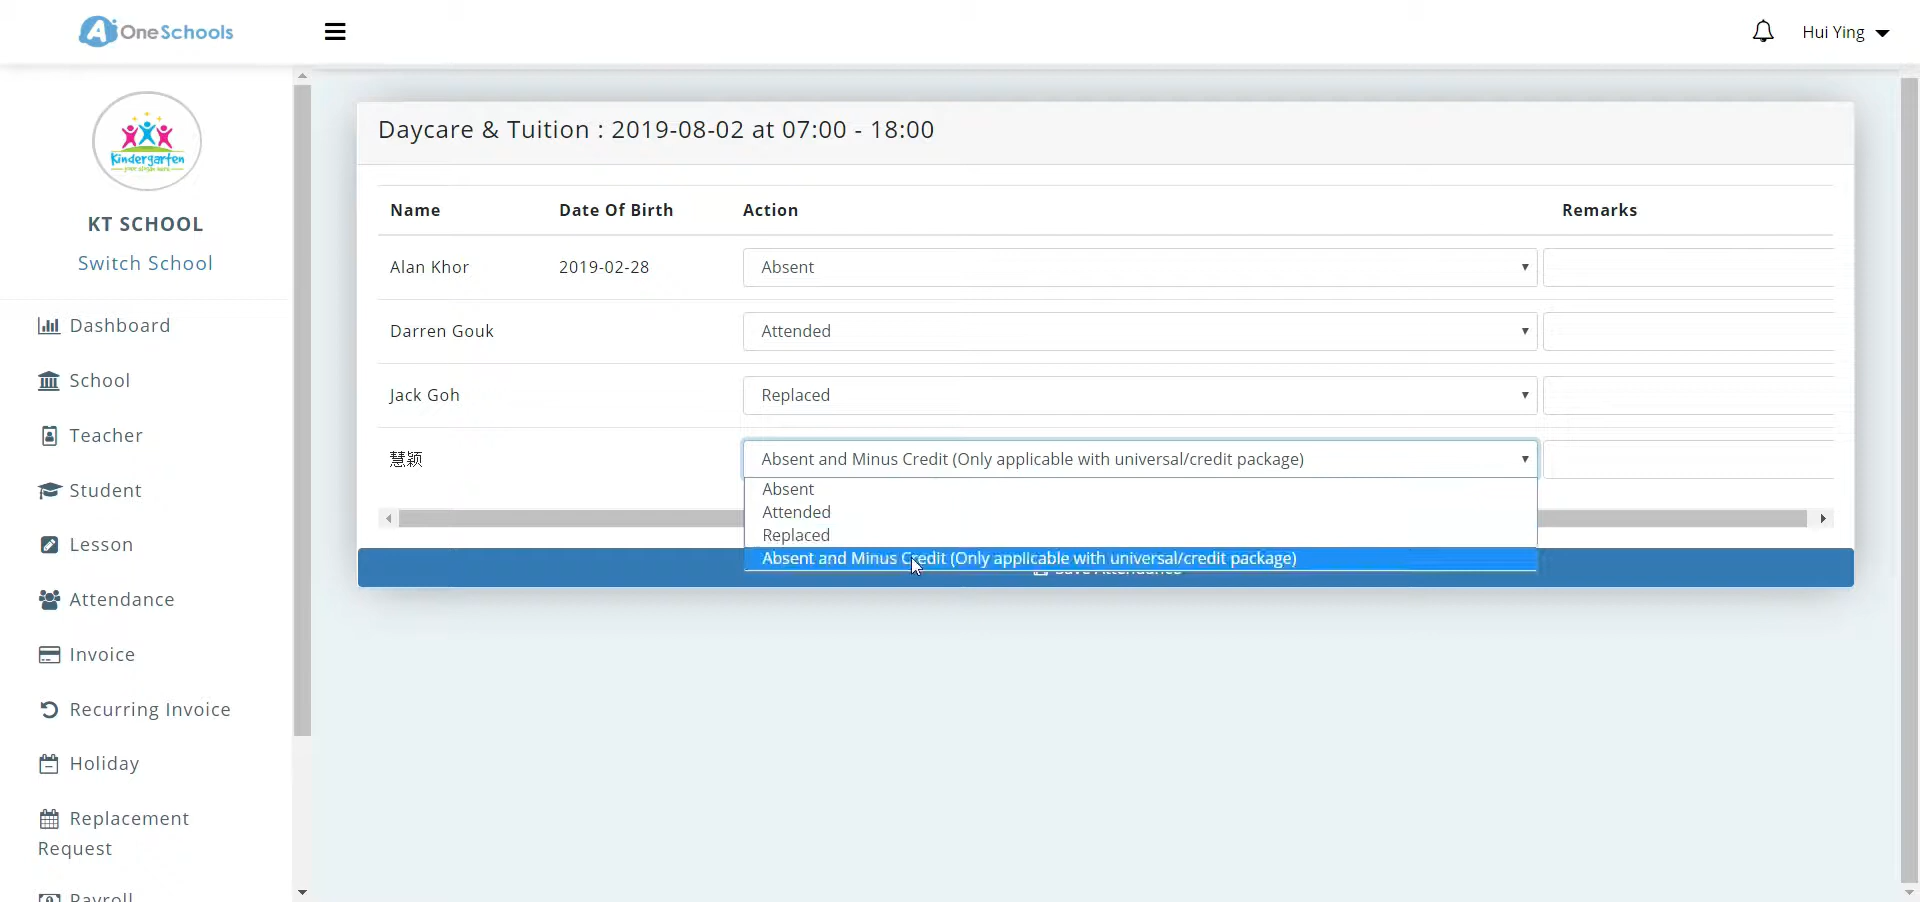 OneSchools
Hui Ying
Kindergarten
KT SCHOOL
Switch School
Dashboard
School
Teacher
Student
Lesson
Attendance
Invoice
Recurring Invoice
Holiday
Replacement
Request
Payroll
Daycare & Tuition : 2019-08-02 at 07:00 - 18:00
Name Date Of Birth Action Remarks
Alan Khor 2019-02-28 Absent
Darren Gouk Attended
Jack Goh Replaced
慧颖 Absent and Minus Credit (Only applicable with universal/credit package)
Absent
Attended
Replaced
Absent and Minus Credit (Only applicable with universal/credit package)
Save Attendance